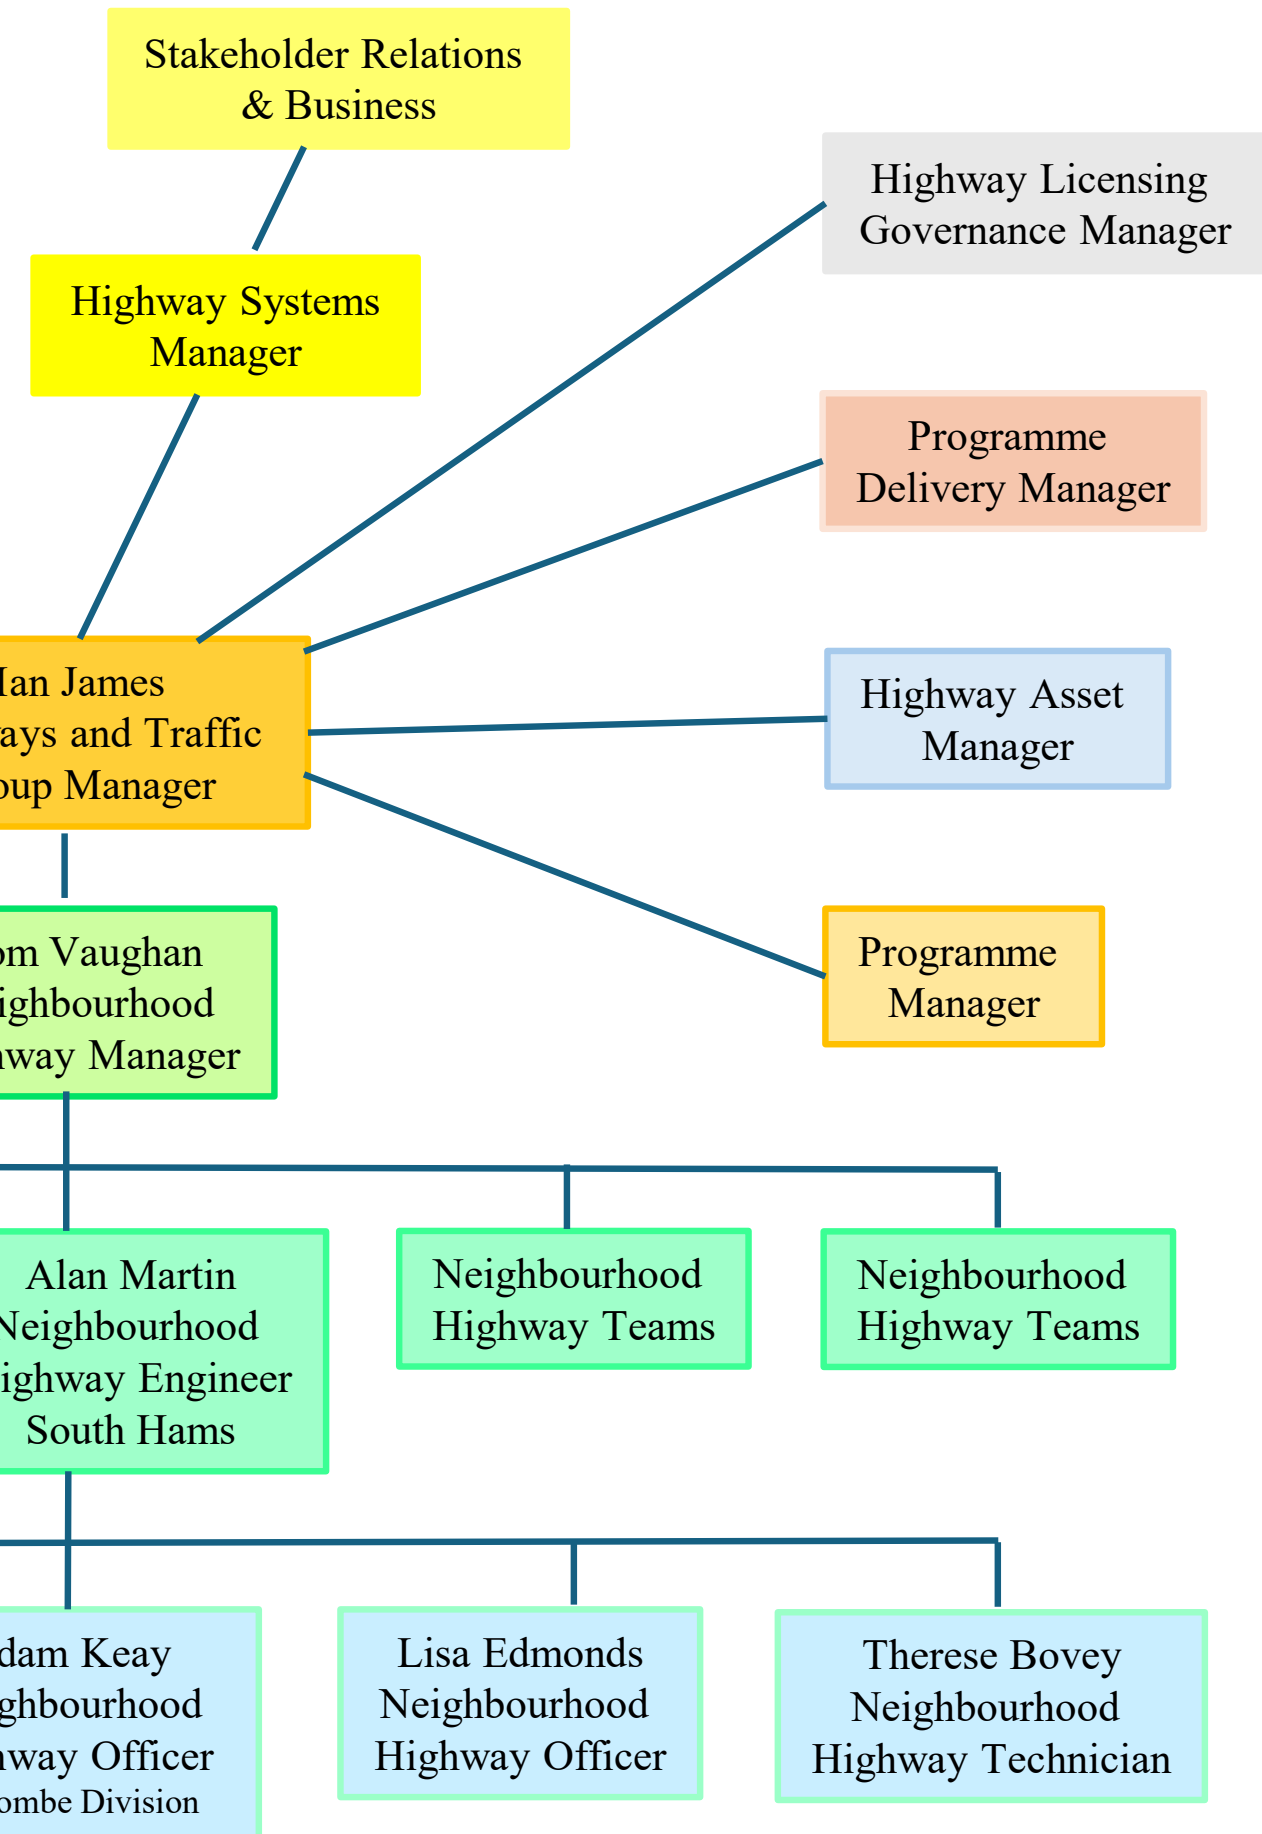 Stakeholder Relations
& Business
Highway Licensing
Governance Manager
Highway Systems
Manager
Programme
Delivery Manager
Ian James
ays and Traffic
oup Manager
Highway Asset
Manager
om Vaughan
ighbourhood
way Manager
Programme
Manager
Alan Martin
Neighbourhood
ighway Engineer
South Hams
Neighbourhood
Highway Teams
Neighbourhood
Highway Teams
dam Keay
ghbourhood
way Officer
ombe Division
Lisa Edmonds
Neighbourhood
Highway Officer
Therese Bovey
Neighbourhood
Highway Technician